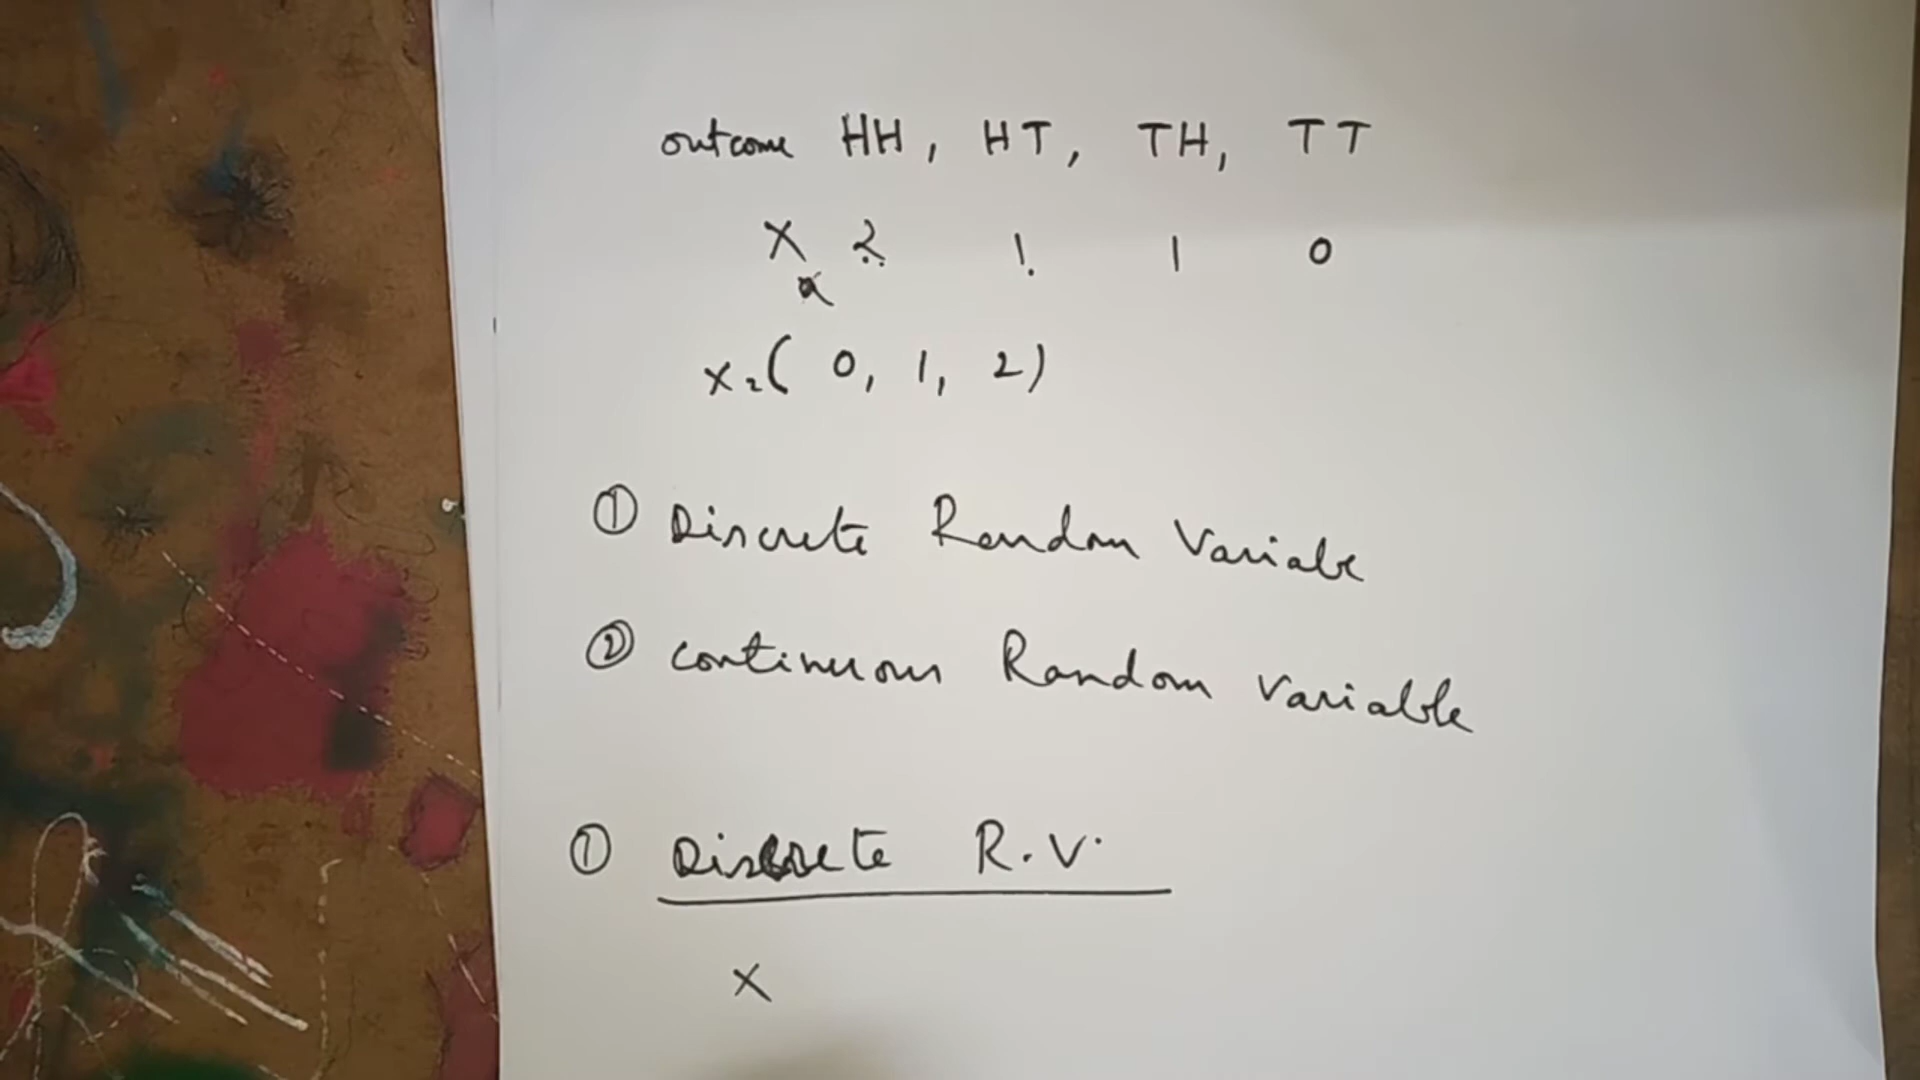 outcome HH, HT, TH, TT
X 2 1 1 0
x = (0, 1, 2)
① Discrete Random Variable
② continuous Random Variable
① Discrete R.V.
X